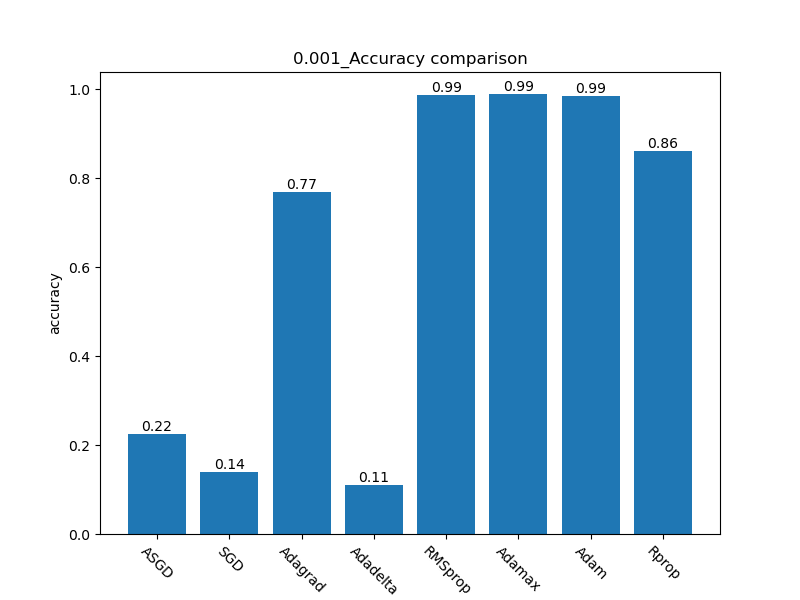 0.001_Accuracy comparison
accuracy
1.0
0.8
0.6
0.4
0.2
0.0
0.22
0.14
0.77
0.11
0.99
0.99
0.99
0.86
ASGD
SGD
Adagrad
Adadelta
RMSprop
Adamax
Adam
Rprop